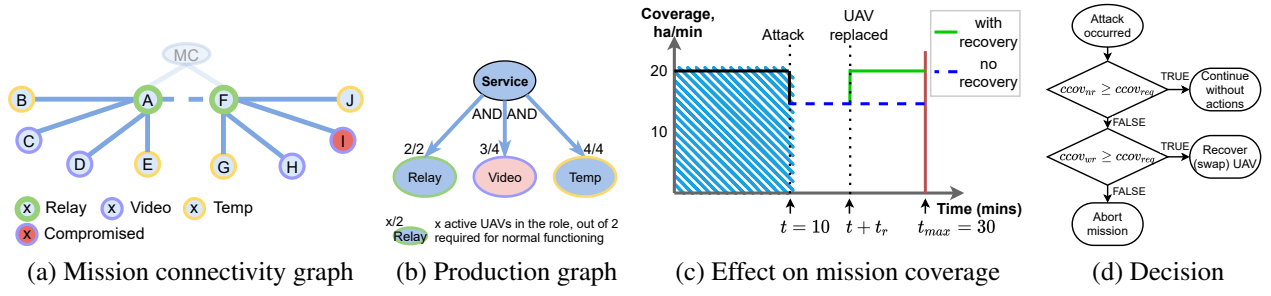 MC
B
A
F
J
C
I
D
E
G
H
x Relay x Video x Temp
x Compromised
(a) Mission connectivity graph
Service
AND AND
2/2 3/4 4/4
Relay Video Temp
x/2
Relay
x active UAVs in the role, out of 2
required for normal functioning
(b) Production graph
Coverage,
ha/min
Attack
UAV
replaced
with
recovery
no
recovery
20
10
Time (mins)
t = 10 t + t_r t_max = 30
(c) Effect on mission coverage
Attack
occurred
ccov_nr ≥ ccov_req
TRUE
Continue
without
actions
FALSE
ccov_wr ≥ ccov_req
TRUE
Recover
(swap) UAV
FALSE
Abort
mission
(d) Decision